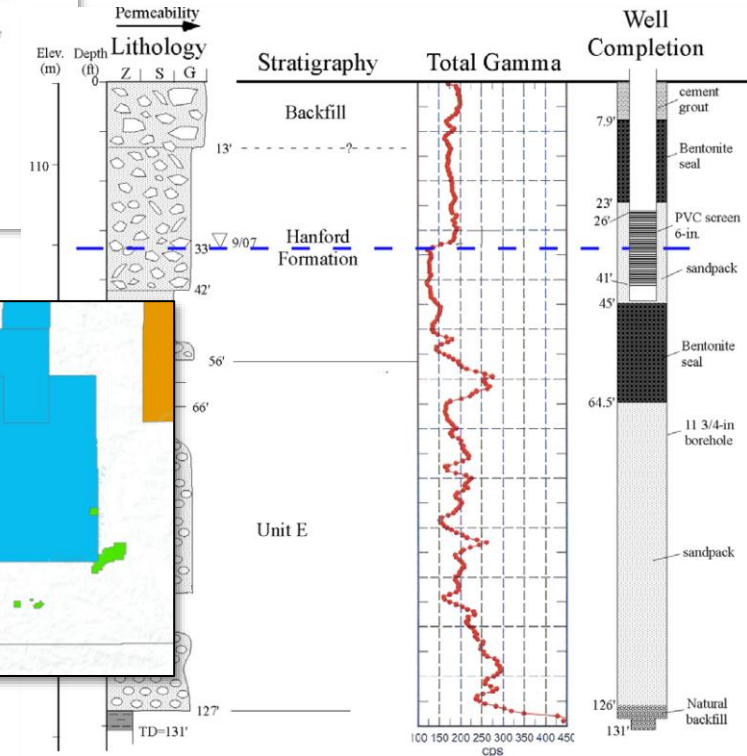 Permeability
Elev.
(m)
Depth
(ft)
Lithology
Z S G
Stratigraphy
Total Gamma
Well
Completion
0
110
13'
33'
9/07
42'
56'
66'
127'
TD=131'
Backfill
?
Hanford
Formation
Unit E
100 150 200 250 300 350 400 450
CDS
cement
grout
7.9'
Bentonite
seal
23'
26'
PVC screen
6-in.
41'
sandpack
45'
Bentonite
seal
64.5'
11 3/4-in
borehole
sandpack
126'
Natural
backfill
131'